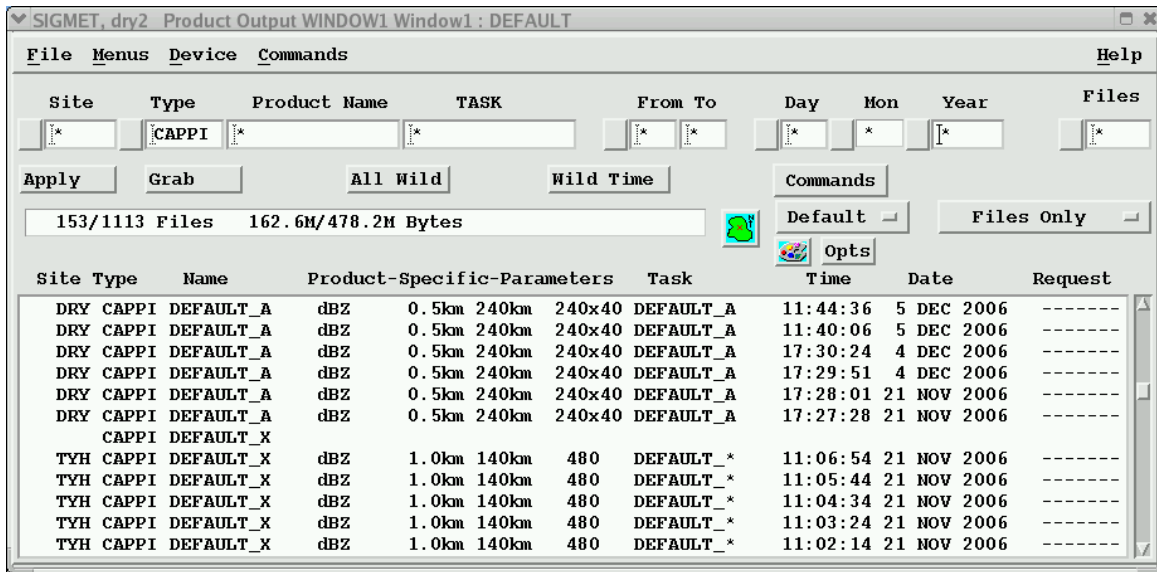 SIGMET, dry2 Product Output WINDOW1 Window1 : DEFAULT
File Menus Device Commands Help
Site Type Product Name TASK From To Day Mon Year Files
* CAPPI * * * * * * * *
Apply Grab All Wild Wild Time Commands
153/1113 Files 162.6M/478.2M Bytes N Default Files Only
Opts
Site Type Name Product-Specific-Parameters Task Time Date Request
DRY CAPPI DEFAULT_A dBZ 0.5km 240km 240x40 DEFAULT_A 11:44:36 5 DEC 2006 -------
DRY CAPPI DEFAULT_A dBZ 0.5km 240km 240x40 DEFAULT_A 11:40:06 5 DEC 2006 -------
DRY CAPPI DEFAULT_A dBZ 0.5km 240km 240x40 DEFAULT_A 17:30:24 4 DEC 2006 -------
DRY CAPPI DEFAULT_A dBZ 0.5km 240km 240x40 DEFAULT_A 17:29:51 4 DEC 2006 -------
DRY CAPPI DEFAULT_A dBZ 0.5km 240km 240x40 DEFAULT_A 17:28:01 21 NOV 2006 -------
DRY CAPPI DEFAULT_A dBZ 0.5km 240km 240x40 DEFAULT_A 17:27:28 21 NOV 2006 -------
CAPPI DEFAULT_X
TYH CAPPI DEFAULT_X dBZ 1.0km 140km 480 DEFAULT_* 11:06:54 21 NOV 2006 -------
TYH CAPPI DEFAULT_X dBZ 1.0km 140km 480 DEFAULT_* 11:05:44 21 NOV 2006 -------
TYH CAPPI DEFAULT_X dBZ 1.0km 140km 480 DEFAULT_* 11:04:34 21 NOV 2006 -------
TYH CAPPI DEFAULT_X dBZ 1.0km 140km 480 DEFAULT_* 11:03:24 21 NOV 2006 -------
TYH CAPPI DEFAULT_X dBZ 1.0km 140km 480 DEFAULT_* 11:02:14 21 NOV 2006 -------